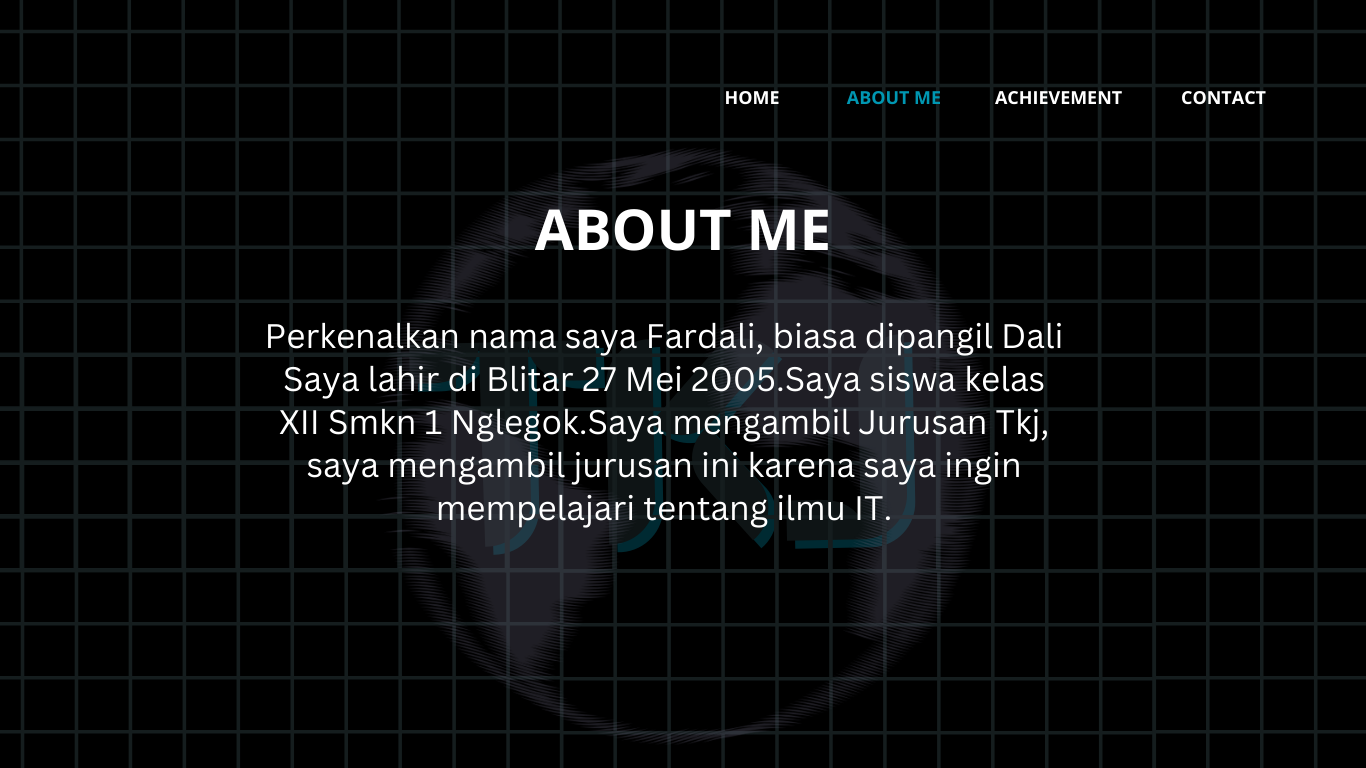 HOME ABOUT ME ACHIEVEMENT CONTACT
ABOUT ME
Perkenalkan nama saya Fardali, biasa dipangil Dali
Saya lahir di Blitar 27 Mei 2005.Saya siswa kelas
XII Smkn 1 Nglegok.Saya mengambil Jurusan Tkj,
saya mengambil jurusan ini karena saya ingin
mempelajari tentang ilmu IT.
TKJ